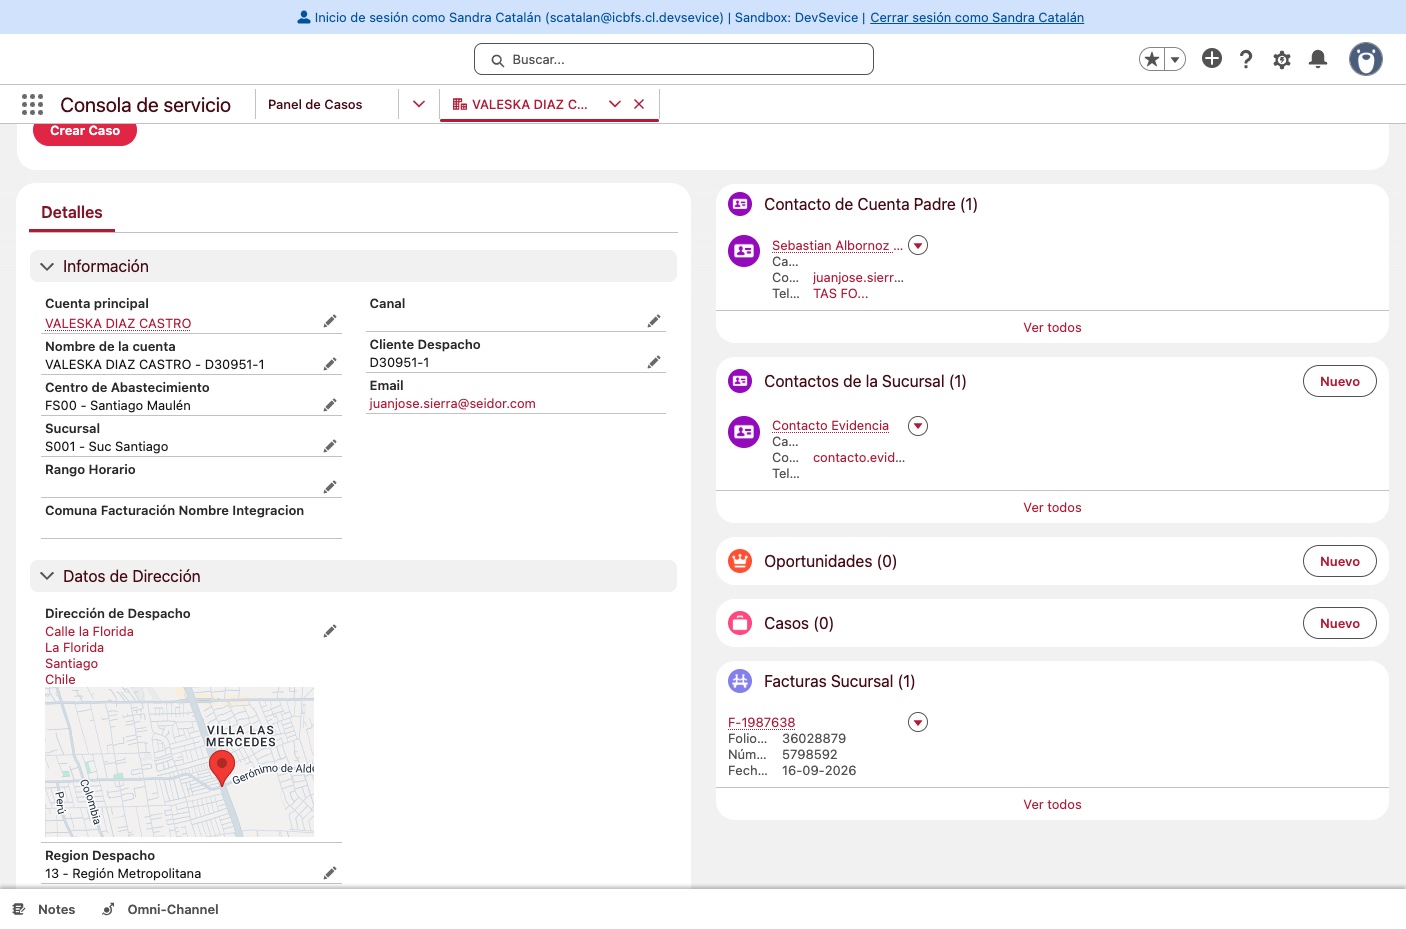 Inicio de sesión como Sandra Catalán (scatalan@icbfs.cl.devsevice) | Sandbox: DevSevice | Cerrar sesión como Sandra Catalán
Buscar...
Consola de servicio
Panel de Casos
VALESKA DIAZ C...
Crear Caso
Detalles
Información
Cuenta principal
VALESKA DIAZ CASTRO
Nombre de la cuenta
VALESKA DIAZ CASTRO - D30951-1
Centro de Abastecimiento
FS00 - Santiago Maulén
Sucursal
S001 - Suc Santiago
Rango Horario
Comuna Facturación Nombre Integracion
Canal
Cliente Despacho
D30951-1
Email
juanjose.sierra@seidor.com
Datos de Dirección
Dirección de Despacho
Calle la Florida
La Florida
Santiago
Chile
VILLA LAS
MERCEDES
Gerónimo de Alde
Colombia
Perú
Region Despacho
13 - Región Metropolitana
Contacto de Cuenta Padre (1)
Sebastian Albornoz ...
Ca...
Co... juanjose.sierr...
Tel... TAS FO...
Ver todos
Contactos de la Sucursal (1)
Nuevo
Contacto Evidencia
Ca...
Co... contacto.evid...
Tel...
Ver todos
Oportunidades (0)
Nuevo
Casos (0)
Nuevo
Facturas Sucursal (1)
F-1987638
Folio... 36028879
Núm... 5798592
Fech... 16-09-2026
Ver todos
Notes
Omni-Channel